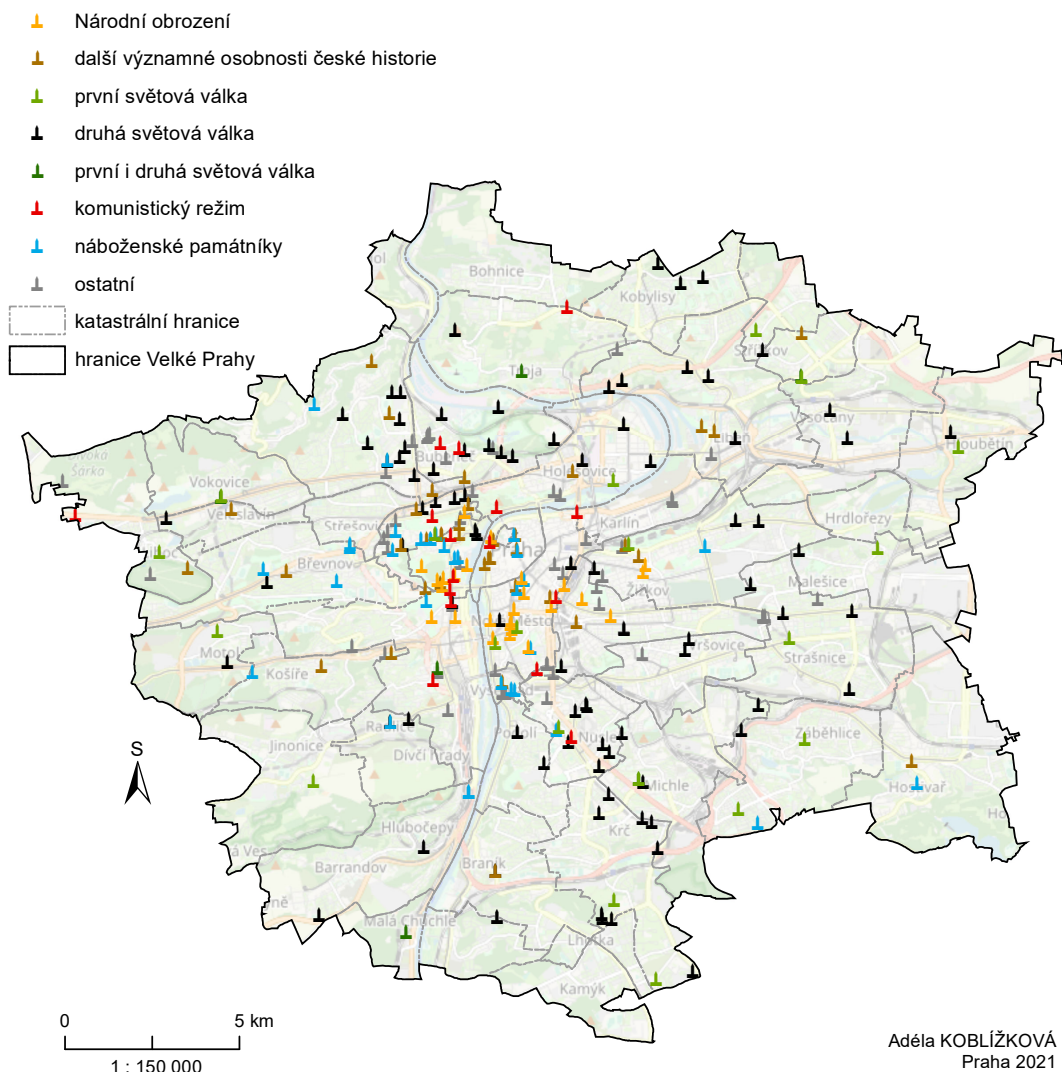 Národní obrození
další významné osobnosti české historie
první světová válka
druhá světová válka
první i druhá světová válka
komunistický režim
náboženské památníky
ostatní
katastrální hranice
hranice Velké Prahy
Bohnice
Kobylisy
Troja
Vysočany
Vokovice
Veleslavín
Holešovice
Karlín
Hrdlořezy
Břevnov
Praha
Žižkov
Malešice
Motol
Košíře
Strašnice
Jinonice
Dívčí hrady
Záběhlice
Michle
Hlubočepy
Krč
Barrandov
Braník
Malá Chuchle
Lhotka
Kamýk
S
0 5 km
1 : 150 000
Adéla KOBLÍŽKOVÁ
Praha 2021